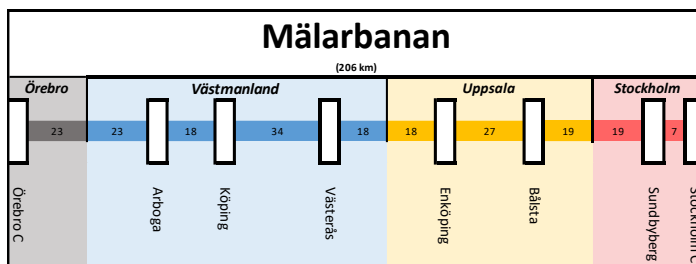 Mälarbanan
(206 km)
Örebro Västmanland Uppsala Stockholm
23 23 18 34 18 18 27 19 19 7
Örebro C
Arboga
Köping
Västerås
Enköping
Bålsta
Sundbyberg
Stockholm C